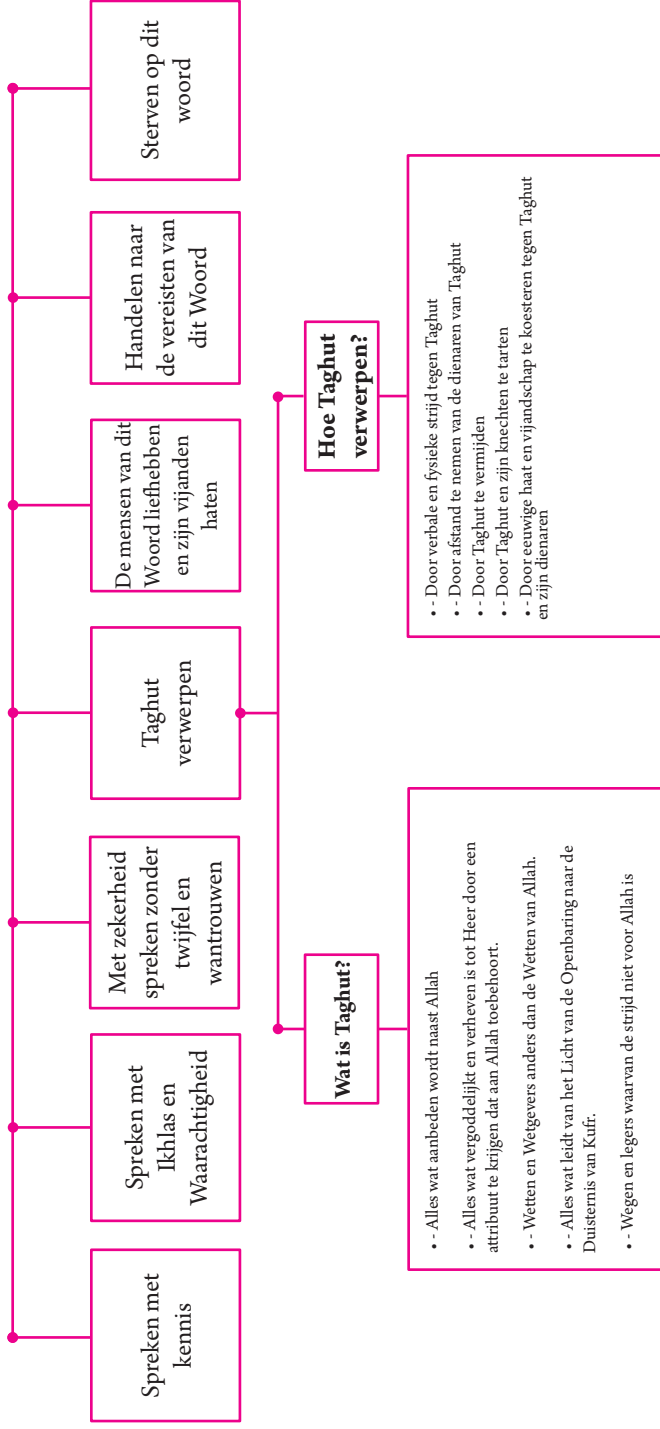 Spreken met
kennis
Spreken met
Ikhlas en
Waarachtigheid
Met zekerheid
spreken zonder
twijfel en
wantrouwen
Taghut
verwerpen
De mensen van dit
Woord liefhebben
en zijn vijanden
haten
Handelen naar
de vereisten van
dit Woord
Sterven op dit
woord
Wat is Taghut?
• - Alles wat aanbeden wordt naast Allah
• - Alles wat vergoddelijkt en verheven is tot Heer door een
attribuut te krijgen dat aan Allah toebehoort.
• - Wetten en Wetgevers anders dan de Wetten van Allah.
• - Alles wat leidt van het Licht van de Openbaring naar de
Duisternis van Kufr.
• - Wegen en legers waarvan de strijd niet voor Allah is
Hoe Taghut
verwerpen?
• - Door verbale en fysieke strijd tegen Taghut
• - Door afstand te nemen van de dienaren van Taghut
• - Door Taghut te vermijden
• - Door Taghut en zijn knechten te tarten
• - Door eeuwige haat en vijandschap te koesteren tegen Taghut
en zijn dienaren